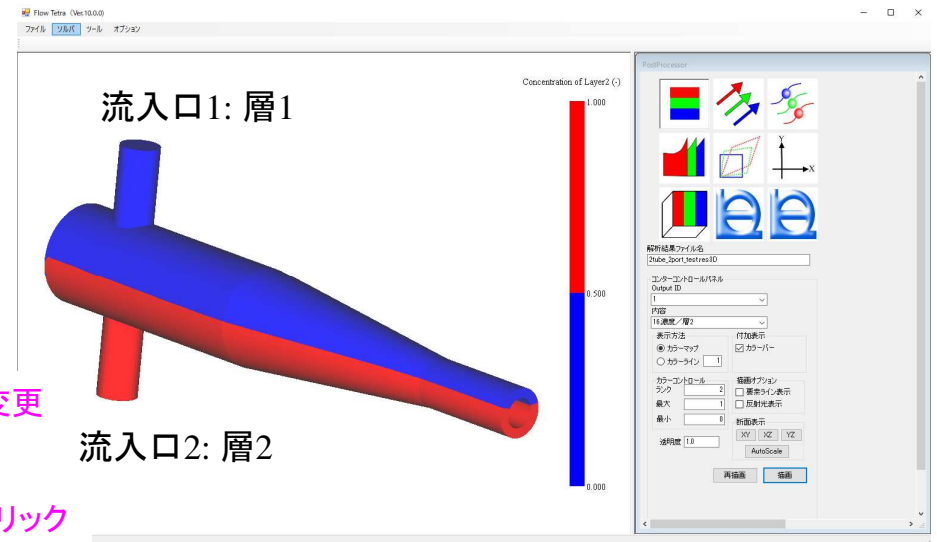 Flow Tetra (Ver.10.0.0)
ファイル ソルバ ツール オプション
流入口1: 層1
Concentration of Layer2 (-)
1.000
0.500
0.000
変更
流入口2: 層2
リック
PostProcessor
Y
X
解析結果ファイル名
2tube_2port_test.res3D
コンターコントロールパネル
Output ID
1
内容
16:濃度/層2
表示方法
カラーマップ
カラーライン 1
付加表示
カラーバー
カラーコントロール
ランク 2
最大 1
最小 0
描画オプション
要素ライン表示
反射光表示
透明度 1.0
断面表示
XY XZ YZ
AutoScale
再描画 描画